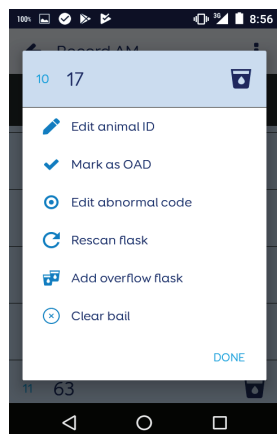 100%
3G
8:56
Record AM
10 17
Edit animal ID
Mark as OAD
Edit abnormal code
Rescan flask
Add overflow flask
Clear bail
DONE
11 63